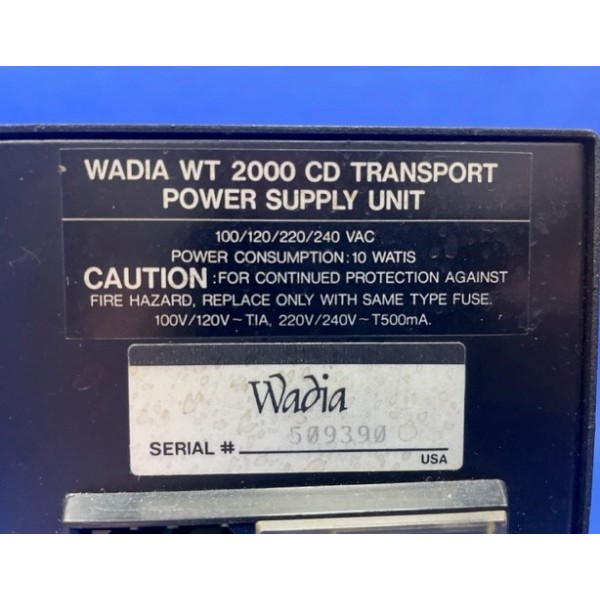 WADIA WT 2000 CD TRANSPORT
POWER SUPPLY UNIT
100/120/220/240 VAC
POWER CONSUMPTION:10 WATIS
CAUTION :FOR CONTINUED PROTECTION AGAINST
FIRE HAZARD, REPLACE ONLY WITH SAME TYPE FUSE.
100V/120V~TIA, 220V/240V~T500mA.
Wadia
509390
SERIAL #
USA